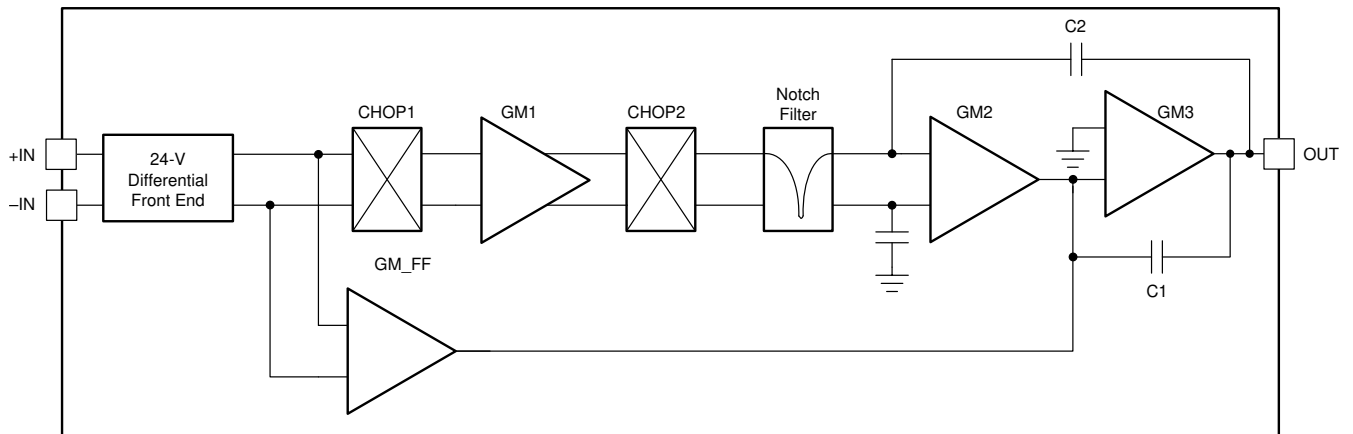 C2
CHOP1
GM1
CHOP2
Notch
Filter
GM2
GM3
+IN
–IN
24-V
Differential
Front End
OUT
GM_FF
C1